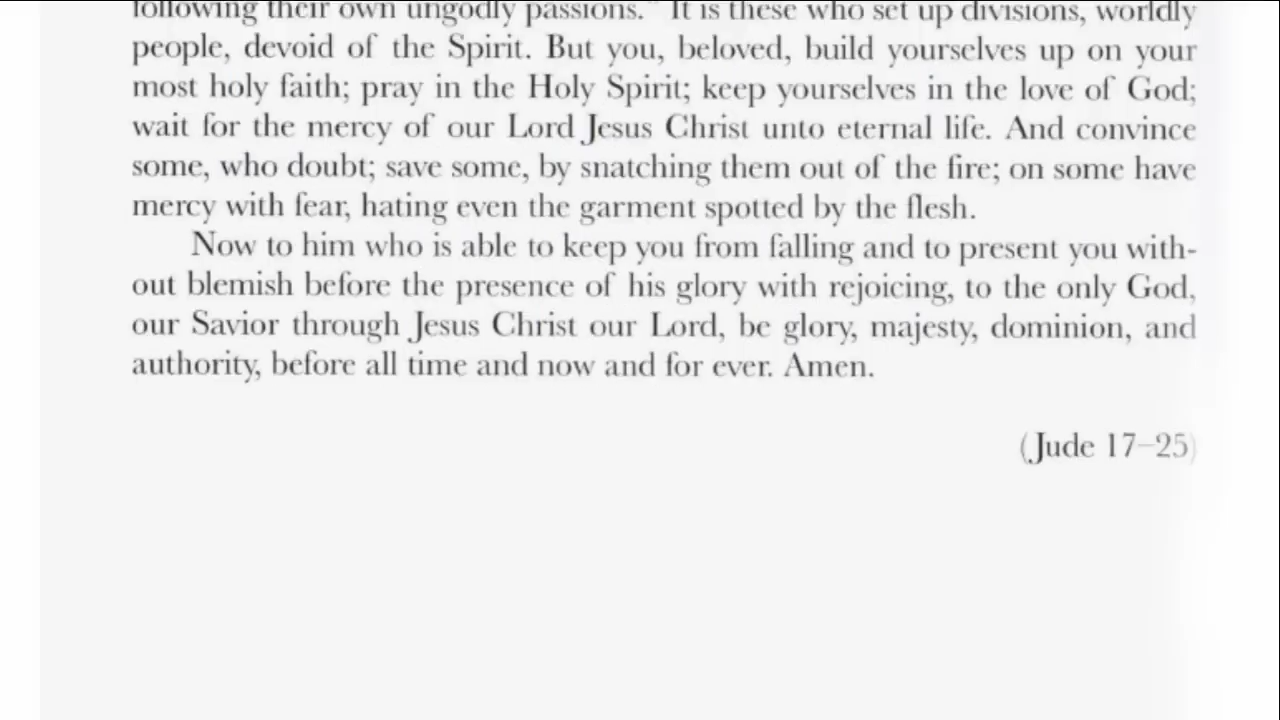 following their own ungodly passions.” It is these who set up divisions, worldly
people, devoid of the Spirit. But you, beloved, build yourselves up on your
most holy faith; pray in the Holy Spirit; keep yourselves in the love of God;
wait for the mercy of our Lord Jesus Christ unto eternal life. And convince
some, who doubt; save some, by snatching them out of the fire; on some have
mercy with fear, hating even the garment spotted by the flesh.
Now to him who is able to keep you from falling and to present you with-
out blemish before the presence of his glory with rejoicing, to the only God,
our Savior through Jesus Christ our Lord, be glory, majesty, dominion, and
authority, before all time and now and for ever. Amen.
(Jude 17–25)